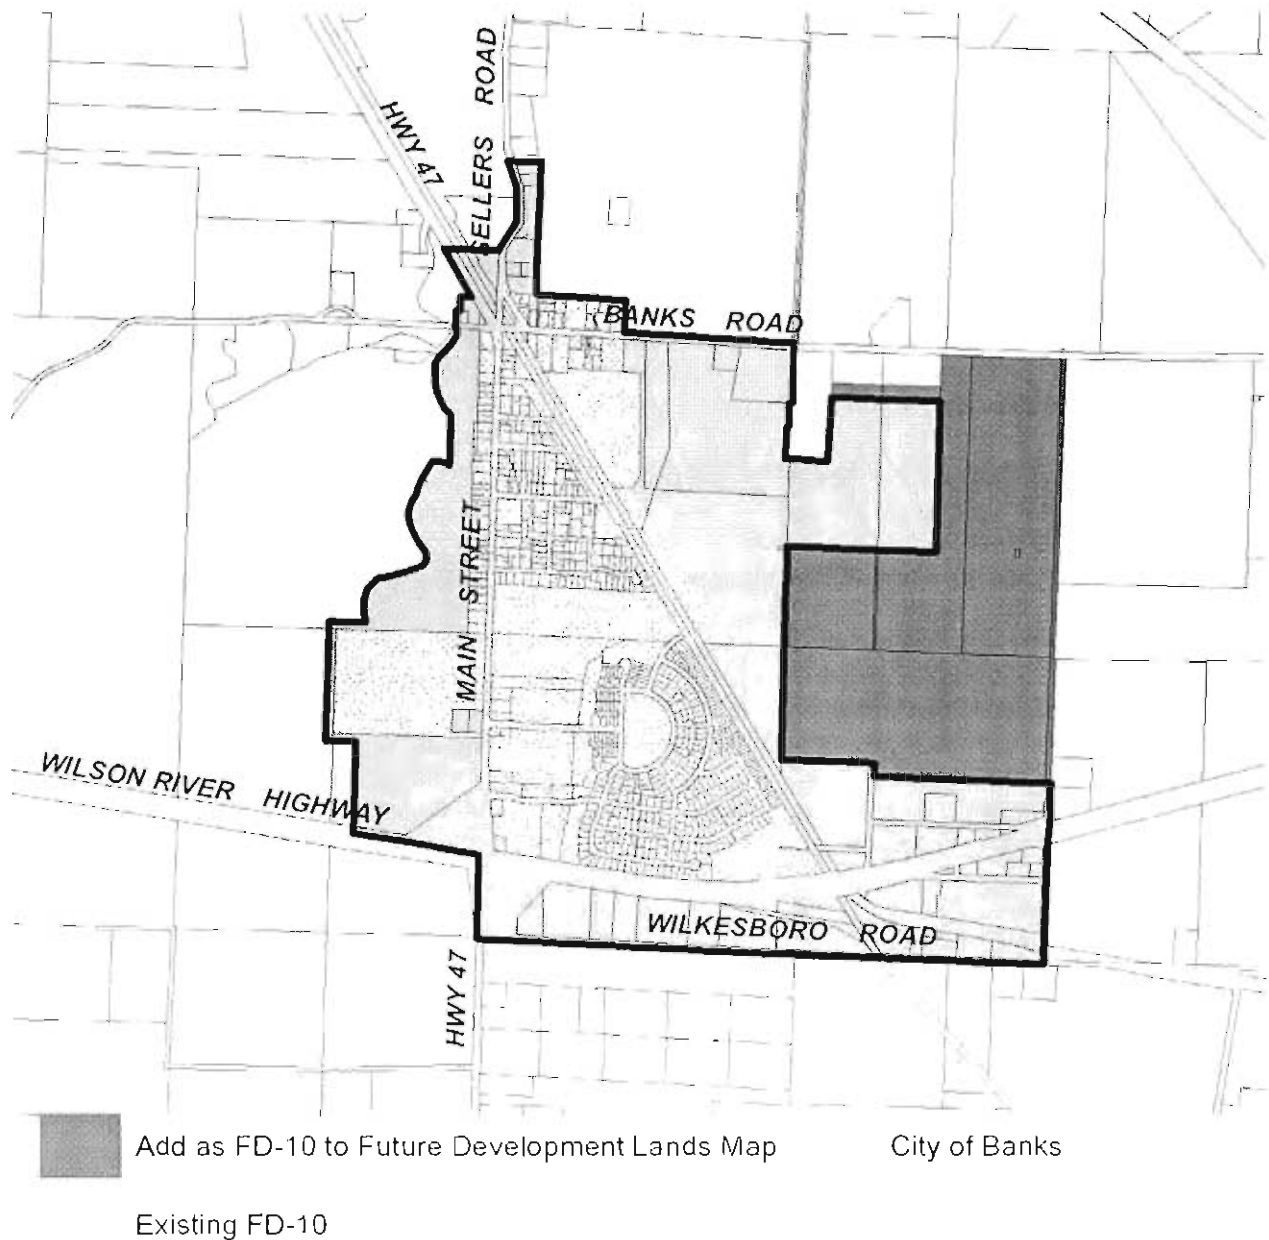 SELLERS ROAD
HWY 47
BANKS ROAD
MAIN STREET
WILSON RIVER HIGHWAY
WILKESBORO ROAD
HWY 47
Add as FD-10 to Future Development Lands Map
City of Banks
Existing FD-10